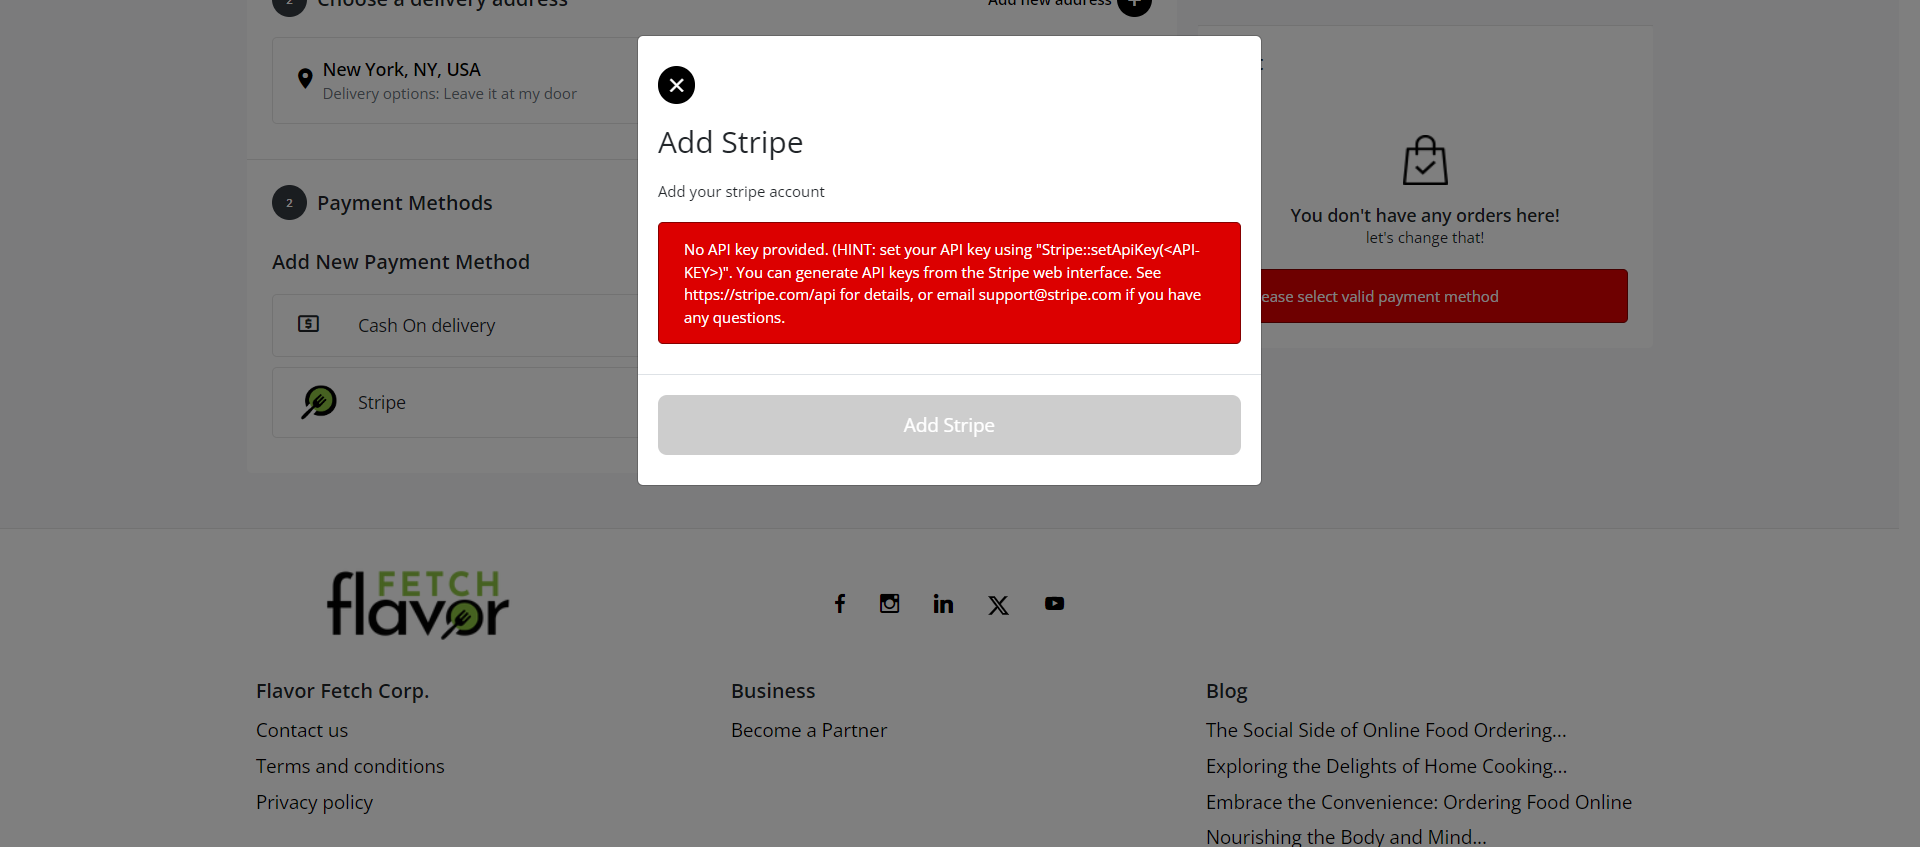 2
Choose a delivery address
Add new address
New York, NY, USA
Delivery options: Leave it at my door
2
Payment Methods
Add New Payment Method
Cash On delivery
Stripe
Add Stripe
Add your stripe account
No API key provided. (HINT: set your API key using "Stripe::setApiKey(<API-
KEY>)". You can generate API keys from the Stripe web interface. See
https://stripe.com/api for details, or email support@stripe.com if you have
any questions.
Add Stripe
You don't have any orders here!
let's change that!
ease select valid payment method
FETCH
flavor
Flavor Fetch Corp.
Contact us
Terms and conditions
Privacy policy
Business
Become a Partner
Blog
The Social Side of Online Food Ordering...
Exploring the Delights of Home Cooking...
Embrace the Convenience: Ordering Food Online
Nourishing the Body and Mind...